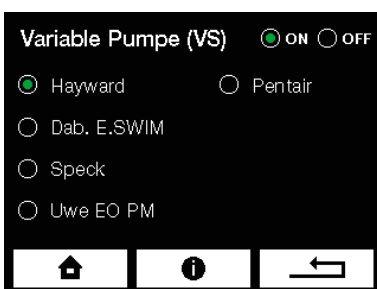 Variable Pumpe (VS) ON OFF
Hayward Pentair
Dab. E.SWIM
Speck
Uwe EO PM